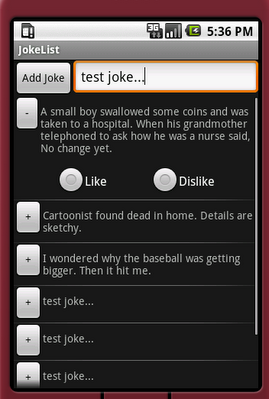 3G 5:36 PM
JokeList
Add Joke test joke...
- A small boy swallowed some coins and was
taken to a hospital. When his grandmother
telephoned to ask how he was a nurse said,
No change yet.
Like Dislike
+ Cartoonist found dead in home. Details are
sketchy.
+ I wondered why the baseball was getting
bigger. Then it hit me.
+ test joke...
+ test joke...
+ test joke...